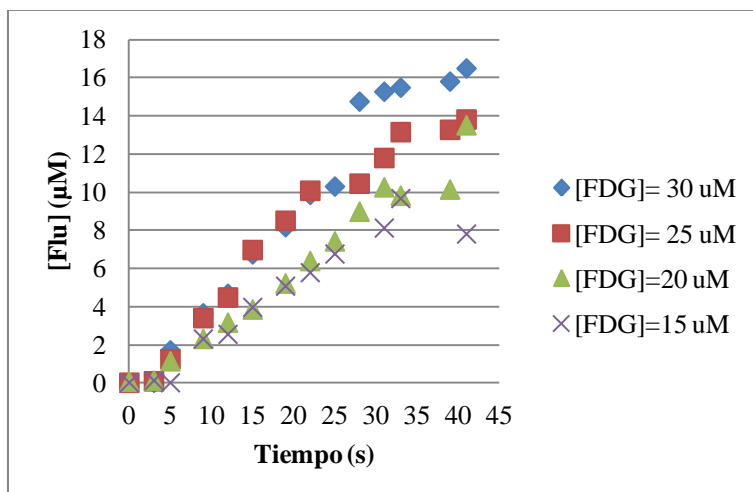 18
16
14
12
10
8
6
4
2
0
[Flu] (µM)
0 5 10 15 20 25 30 35 40 45
Tiempo (s)
[FDG]= 30 uM
[FDG]= 25 uM
[FDG]=20 uM
[FDG]=15 uM